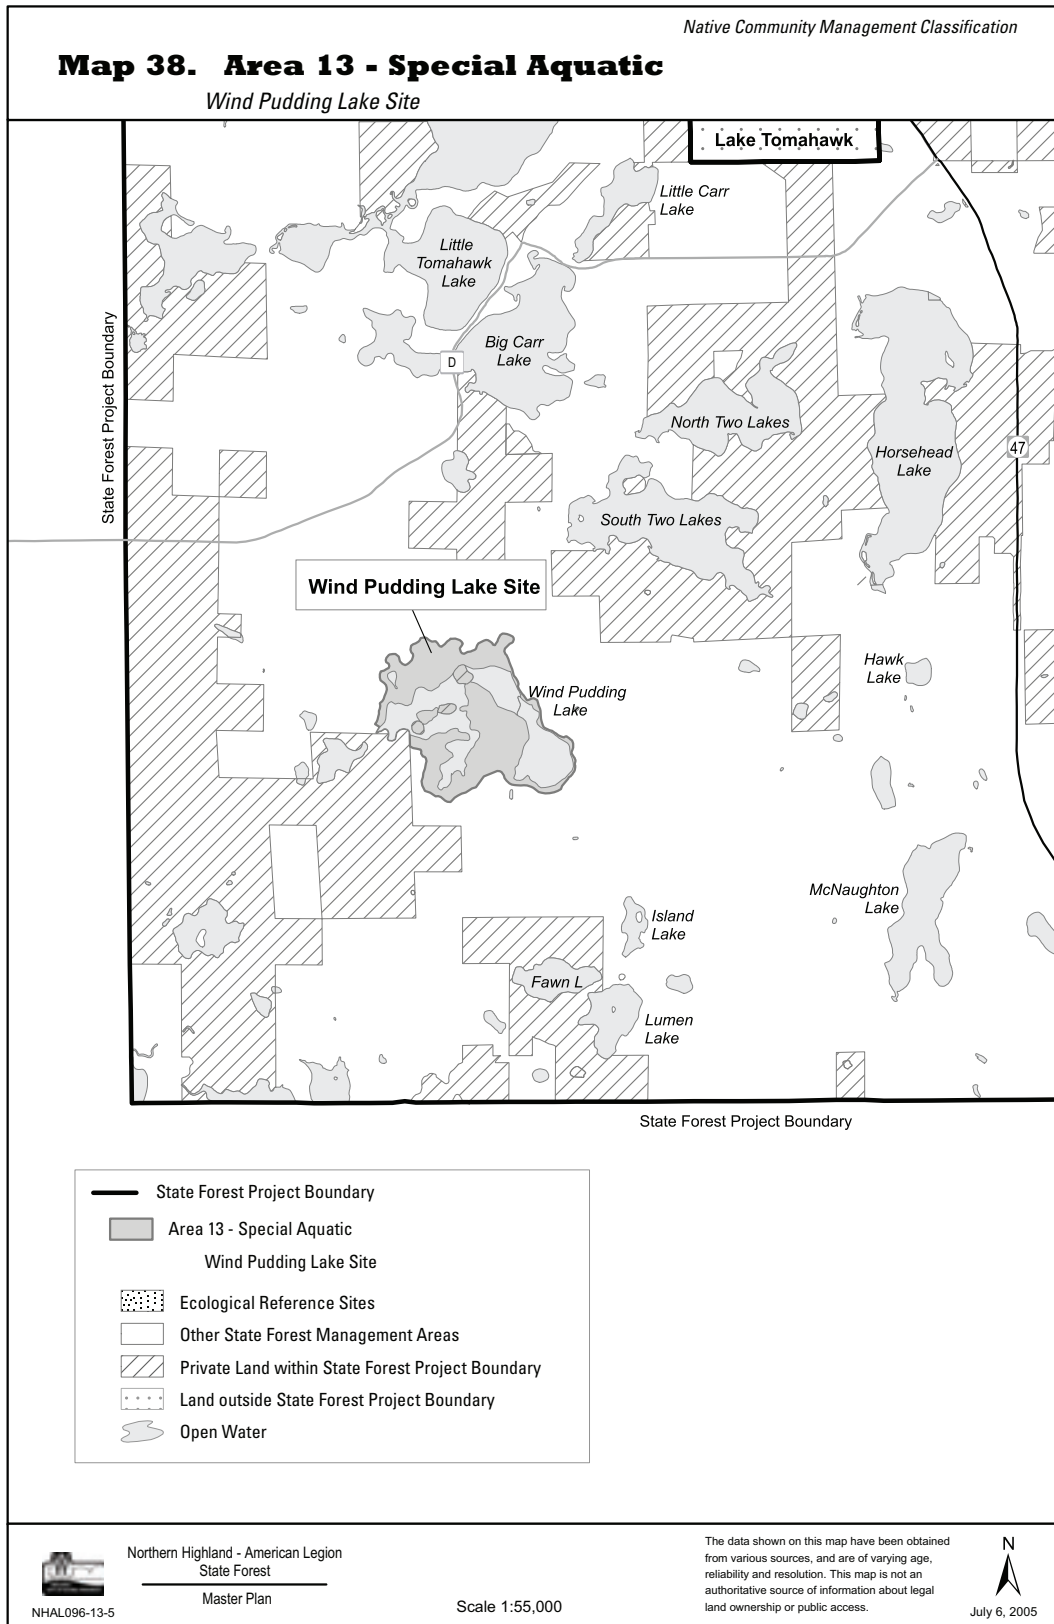 Native Community Management Classification
Map 38. Area 13 - Special Aquatic
Wind Pudding Lake Site
Lake Tomahawk
Little Carr
Lake
Little
Tomahawk
Lake
Big Carr
Lake
State Forest Project Boundary
D
North Two Lakes
Horsehead
Lake
47
South Two Lakes
Wind Pudding Lake Site
Hawk
Lake
Wind Pudding
Lake
McNaughton
Lake
Island
Lake
Fawn L
Lumen
Lake
State Forest Project Boundary
State Forest Project Boundary
Area 13 - Special Aquatic
Wind Pudding Lake Site
Ecological Reference Sites
Other State Forest Management Areas
Private Land within State Forest Project Boundary
Land outside State Forest Project Boundary
Open Water
Northern Highland - American Legion
State Forest
Master Plan
NHAL096-13-5
Scale 1:55,000
The data shown on this map have been obtained
from various sources, and are of varying age,
reliability and resolution. This map is not an
authoritative source of information about legal
land ownership or public access.
N
July 6, 2005